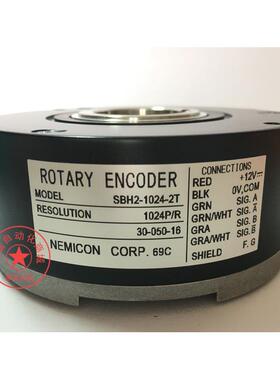 ROTARY ENCODER
MODEL SBH2-1024-2T
RESOLUTION 1024P/R
30-050-16
NEMICON CORP. 69C
CONNECTIONS
RED +12V
BLK 0V,COM
GRN SIG. A
GRN/WHT SIG. A̅
GRA SIG. B
GRA/WHT SIG. B̅
SHIELD F, G